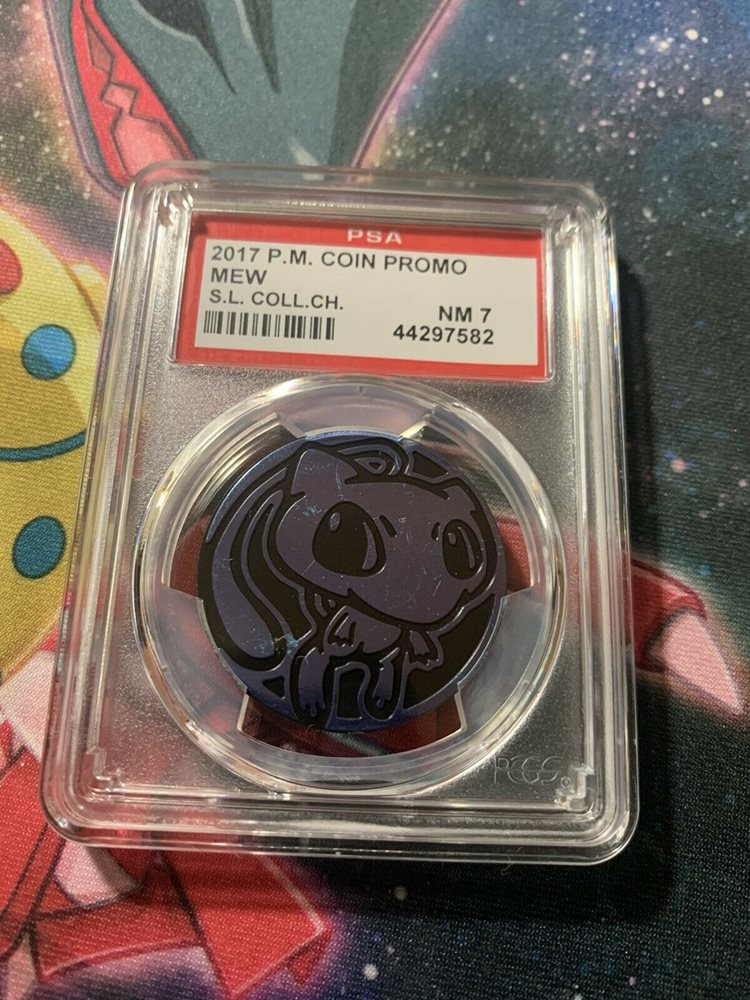 PSA
2017 P.M. COIN PROMO
MEW
S.L. COLL.CH.
NM 7
44297582
PCGS